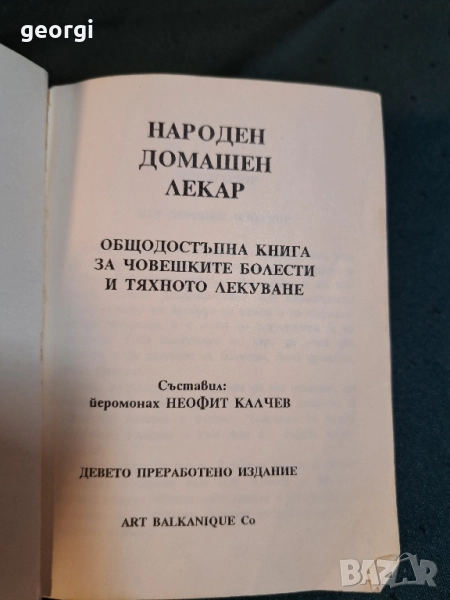 georgi
НАРОДЕН
ДОМАШЕН
ЛЕКАР
ОБЩОДОСТЪПНА КНИГА
ЗА ЧОВЕШКИТЕ БОЛЕСТИ
И ТЯХНОТО ЛЕКУВАНЕ
Съставил:
йеромонах НЕОФИТ КАЛЧЕВ
ДЕВЕТО ПРЕРАБОТЕНО ИЗДАНИЕ
ART BALKANIQUE Co
BAZAR